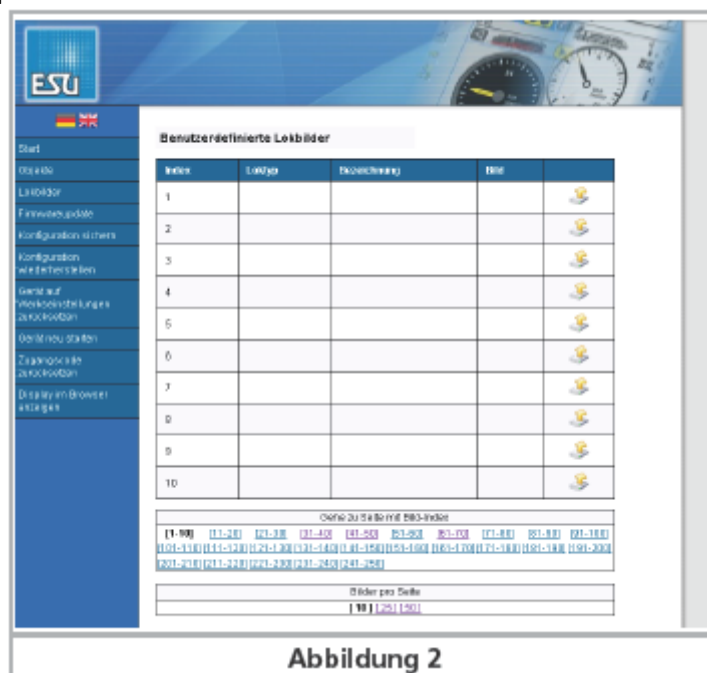 ESU
Start
Objekte
Lokbilder
Firmwareupdate
Konfiguration sichern
Konfiguration
wiederherstellen
Gerät auf
Werkseinstellungen
zurücksetzen
Gerät neu starten
Zugangscode
zurücksetzen
Display im Browser
anzeigen
Benutzerdefinierte Lokbilder
Index Loktyp Bezeichnung Bild
1
2
3
4
5
6
7
8
9
10
Gehe zu Seite mit Bild-Index
[1-10] [11-20] [21-30] [31-40] [41-50] [51-60] [61-70] [71-80] [81-90] [91-100]
[101-110] [111-120] [121-130] [131-140] [141-150] [151-160] [161-170] [171-180] [181-190] [191-200]
[201-210] [211-220] [221-230] [231-240] [241-250]
Bilder pro Seite
[ 10 ] [ 25 ] [ 50 ]
Abbildung 2